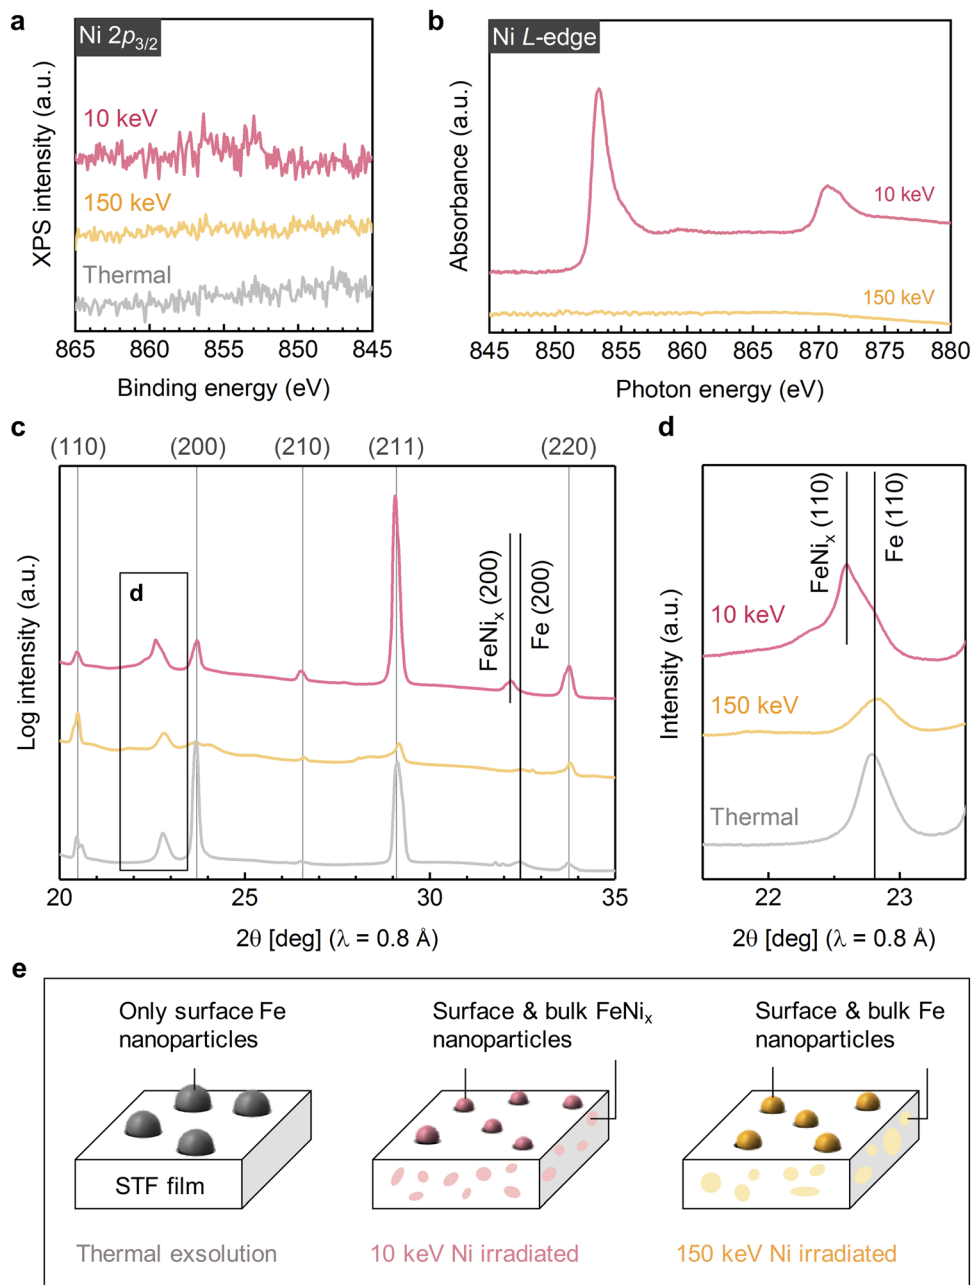 a
Ni 2p3/2
XPS intensity (a.u.)
10 keV
150 keV
Thermal
865 860 855 850 845
Binding energy (eV)
b
Ni L-edge
Absorbance (a.u.)
10 keV
150 keV
845 850 855 860 865 870 875 880
Photon energy (eV)
c
(110) (200) (210) (211) (220)
Log intensity (a.u.)
d
FeNix (200)
Fe (200)
20 25 30 35
2θ [deg] (λ = 0.8 Å)
d
FeNix (110)
Fe (110)
Intensity (a.u.)
10 keV
150 keV
Thermal
22 23
2θ [deg] (λ = 0.8 Å)
e
Only surface Fe
nanoparticles
STF film
Thermal exsolution
Surface & bulk FeNix
nanoparticles
10 keV Ni irradiated
Surface & bulk Fe
nanoparticles
150 keV Ni irradiated